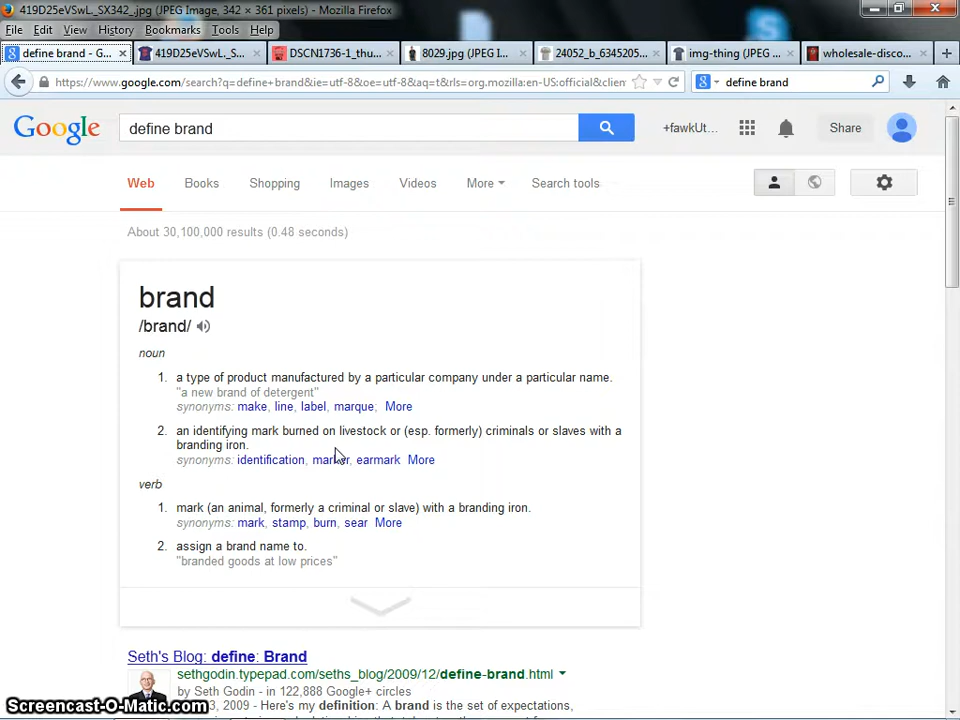 419D25eVSwL_SX342_.jpg (JPEG Image, 342 × 361 pixels) - Mozilla Firefox
File Edit View History Bookmarks Tools Help
define brand - G... 419D25eVSwL._S... DSCN1736-1_thu... 8029.jpg (JPEG I... 24052_b_6345205... img-thing (JPEG ... wholesale-disco...
https://www.google.com/search?q=define+brand&ie=utf-8&oe=utf-8&aq=t&rls=org.mozilla:en-US:official&clien
define brand
Google
define brand
+fawkUt...
Share
Web Books Shopping Images Videos More Search tools
About 30,100,000 results (0.48 seconds)
brand
/brand/
noun
1. a type of product manufactured by a particular company under a particular name.
"a new brand of detergent"
synonyms: make, line, label, marque; More
2. an identifying mark burned on livestock or (esp. formerly) criminals or slaves with a
branding iron.
synonyms: identification, marker, earmark More
verb
1. mark (an animal, formerly a criminal or slave) with a branding iron.
synonyms: mark, stamp, burn, sear More
2. assign a brand name to.
"branded goods at low prices"
Seth's Blog: define: Brand
sethgodin.typepad.com/seths_blog/2009/12/define-brand.html
by Seth Godin - in 122,888 Google+ circles
3, 2009 - Here's my definition: A brand is the set of expectations,
Screencast-O-Matic.com